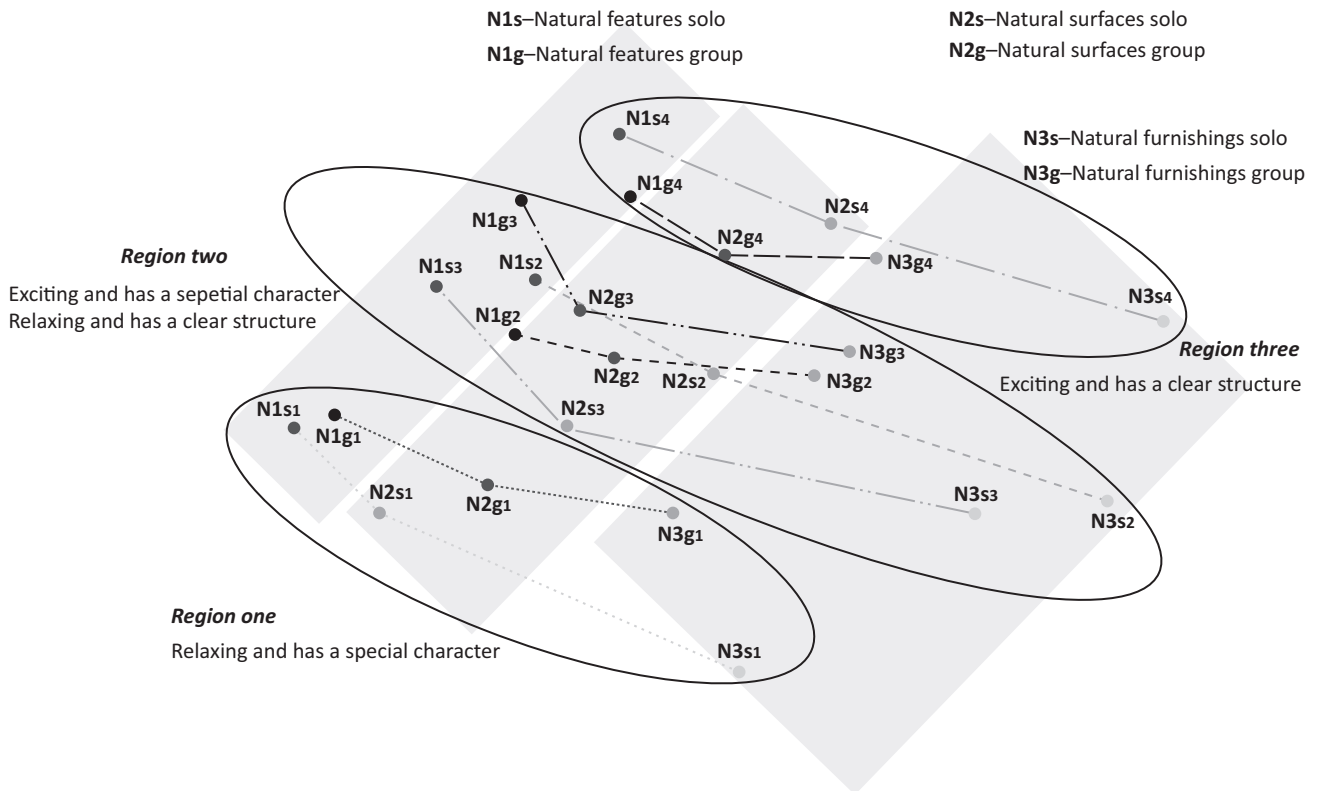 N1s–Natural features solo
N1g–Natural features group
N2s–Natural surfaces solo
N2g–Natural surfaces group
N3s–Natural furnishings solo
N3g–Natural furnishings group
N1s4
N1g4
N2s4
N2g4
N3g4
N3s4
N1g3
N1s3
N1s2
N2g3
N1g2
N3g3
N2g2
N2s2
N3g2
N2s3
N3s3
N3s2
Region two
Exciting and has a sepetial character
Relaxing and has a clear structure
Region three
Exciting and has a clear structure
N1s1
N1g1
N2s1
N2g1
N3g1
N3s1
Region one
Relaxing and has a special character